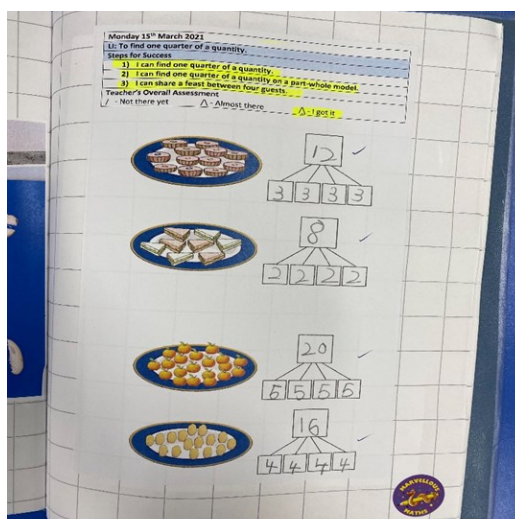 Monday 15th March 2021
LI: To find one quarter of a quantity.
Steps for Success
1) I can find one quarter of a quantity.
2) I can find one quarter of a quantity on a part-whole model.
3) I can share a feast between four guests.
Teacher's Overall Assessment
/ - Not there yet __ Δ - Almost there Δ - I got it
12
3 3 3 3
8
2 2 2 2
20
5 5 5 5
16
4 4 4 4
MARVELLOUS
MATHS